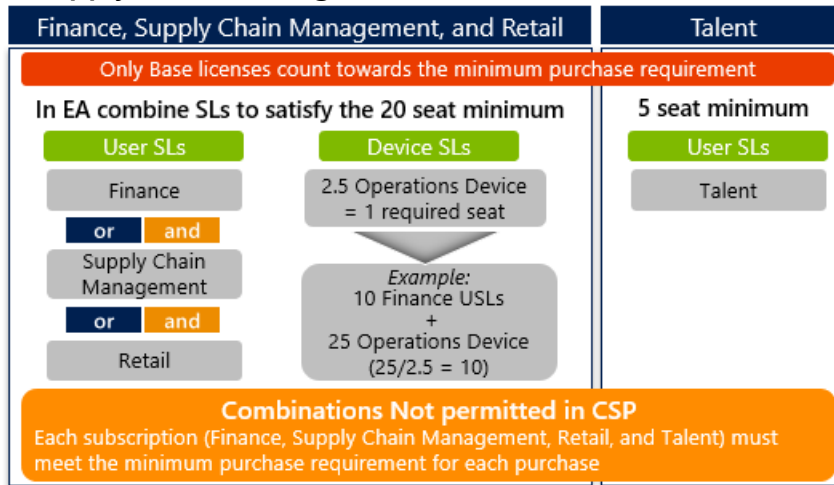 Finance, Supply Chain Management, and Retail
Talent
Only Base licenses count towards the minimum purchase requirement
In EA combine SLs to satisfy the 20 seat minimum
User SLs
Finance
or and
Supply Chain
Management
or and
Retail
Device SLs
2.5 Operations Device
= 1 required seat
Example:
10 Finance USLs
+
25 Operations Device
(25/2.5 = 10)
5 seat minimum
User SLs
Talent
Combinations Not permitted in CSP
Each subscription (Finance, Supply Chain Management, Retail, and Talent) must
meet the minimum purchase requirement for each purchase